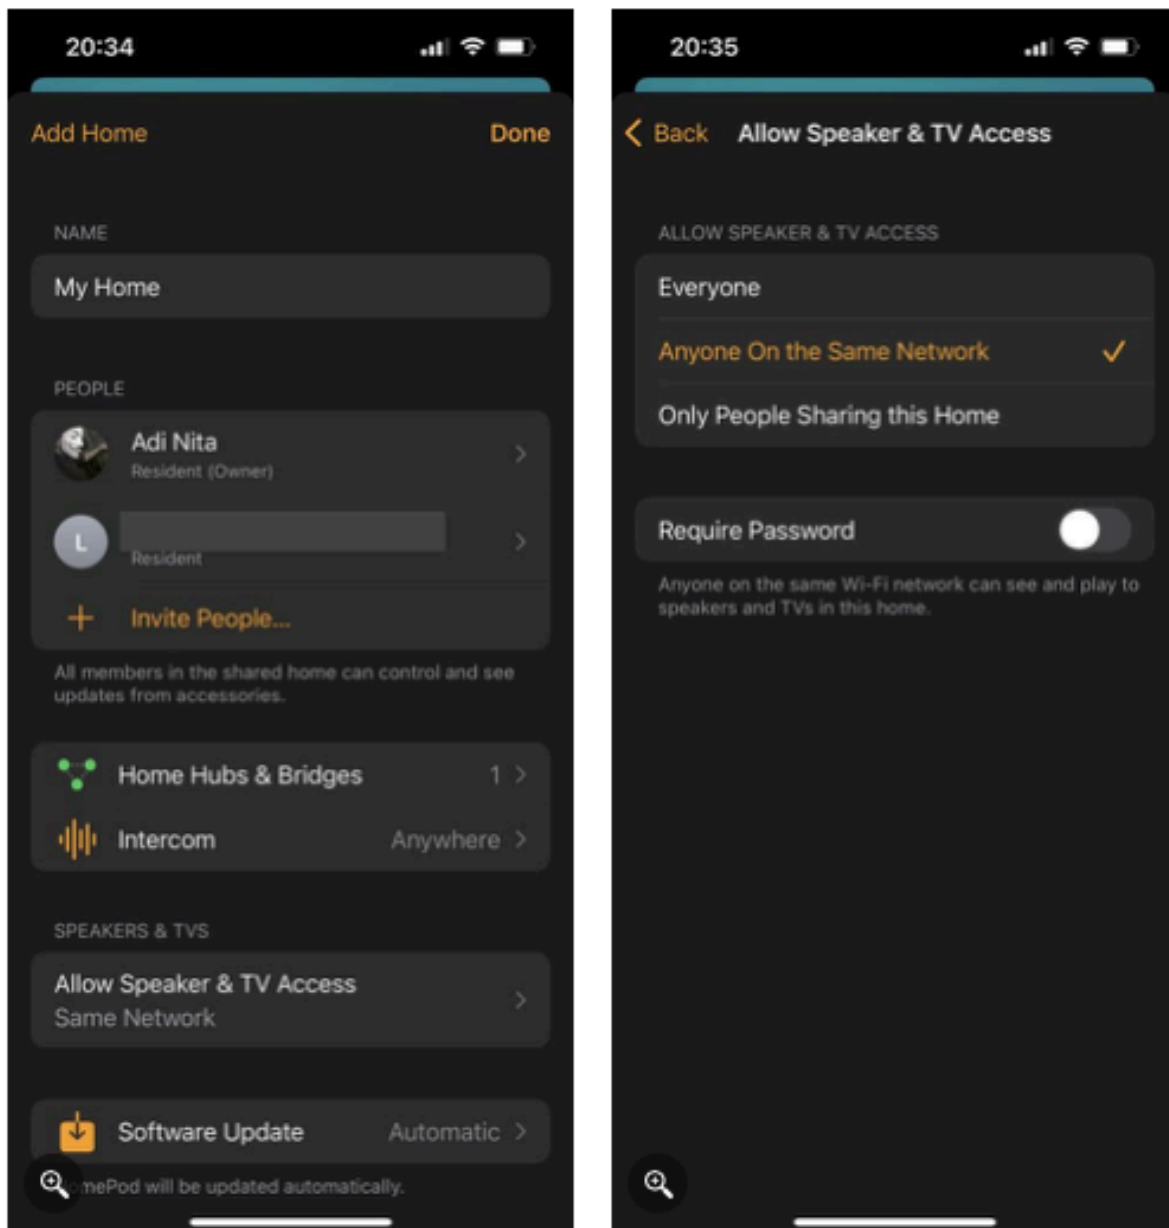 20:34
Add Home
Done
NAME
My Home
PEOPLE
Adi Nita
Resident (Owner)
L
Resident
Invite People...
All members in the shared home can control and see
updates from accessories.
Home Hubs & Bridges
1
Intercom
Anywhere
SPEAKERS & TVS
Allow Speaker & TV Access
Same Network
Software Update
Automatic
omePod will be updated automatically.
20:35
Back
Allow Speaker & TV Access
ALLOW SPEAKER & TV ACCESS
Everyone
Anyone On the Same Network
Only People Sharing this Home
Require Password
Anyone on the same Wi-Fi network can see and play to
speakers and TVs in this home.